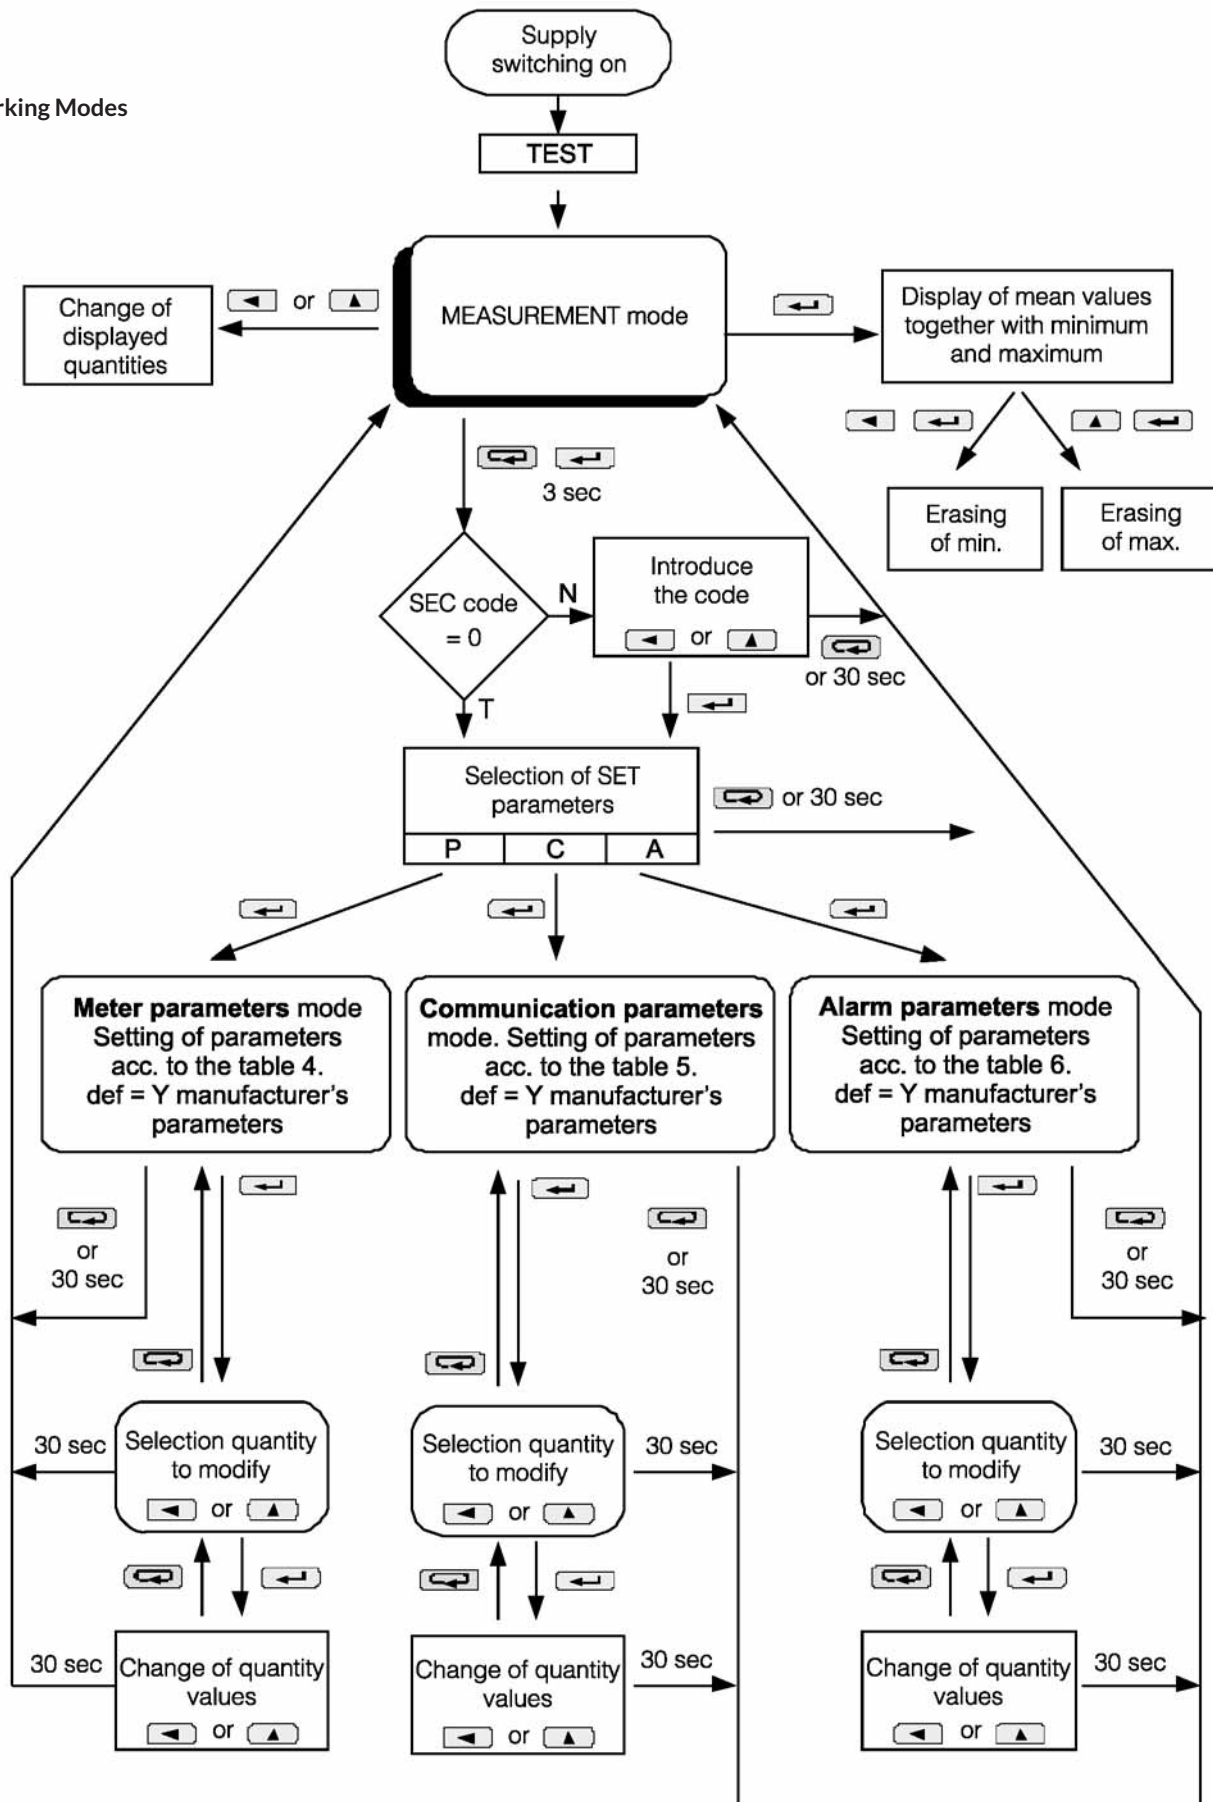 Supply
switching on
rking Modes
TEST
MEASUREMENT mode
Change of
displayed
quantities
or
Display of mean values
together with minimum
and maximum
3 sec
Erasing
of min.
Erasing
of max.
SEC code
= 0
N
Introduce
the code
or
or 30 sec
T
Selection of SET
parameters
P C A
or 30 sec
Meter parameters mode
Setting of parameters
acc. to the table 4.
def = Y manufacturer's
parameters
Communication parameters
mode. Setting of parameters
acc. to the table 5.
def = Y manufacturer's
parameters
Alarm parameters mode
Setting of parameters
acc. to the table 6.
def = Y manufacturer's
parameters
or
30 sec
or
30 sec
or
30 sec
30 sec
Selection quantity
to modify
or
Selection quantity
to modify
or
30 sec
Selection quantity
to modify
or
30 sec
30 sec
Change of quantity
values
or
Change of quantity
values
or
30 sec
Change of quantity
values
or
30 sec